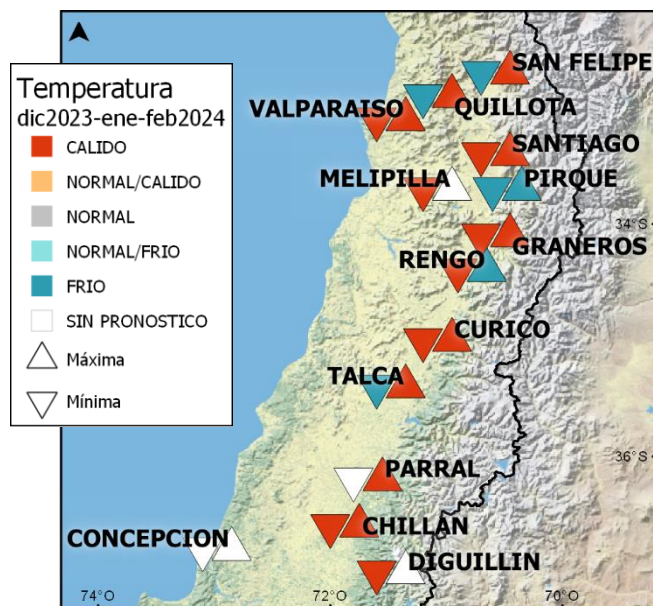 Temperatura
dic2023-ene-feb2024
CALIDO
NORMAL/CALIDO
NORMAL
NORMAL/FRIO
FRIO
SIN PRONOSTICO
Máxima
Mínima
SAN FELIPE
QUILLOTA
VALPARAISO
SANTIAGO
MELIPILLA
PIRQUE
34°S
GRANEROS
RENGO
CURICO
TALCA
36°S
PARRAL
CHILLAN
CONCEPCION
DIGUILLIN
74°O
72°O
70°O